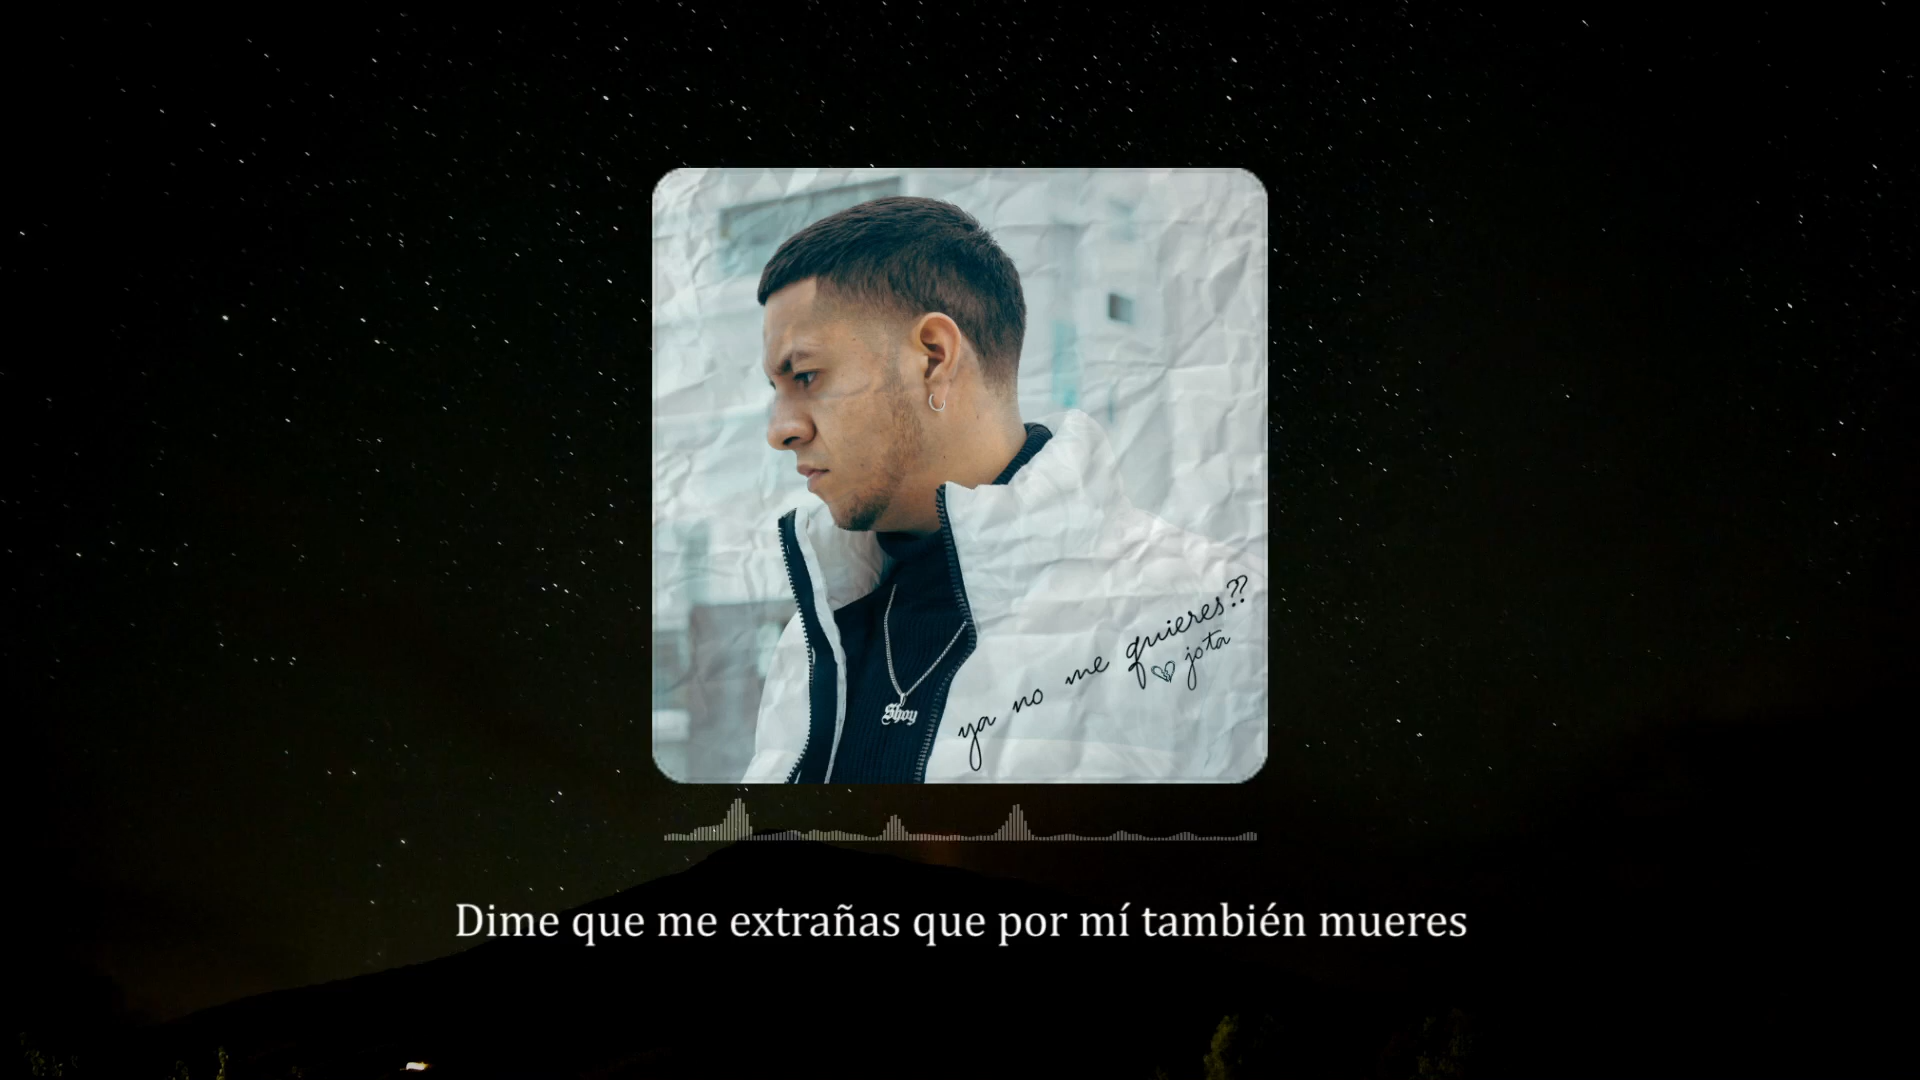 Shoy
ya no me quieres??
jota
Dime que me extrañas que por mí también mueres